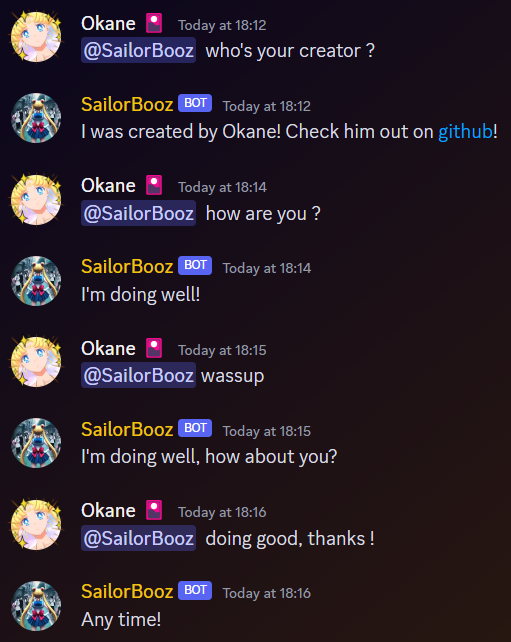 Okane Today at 18:12
@SailorBooz who's your creator ?
SailorBooz BOT Today at 18:12
I was created by Okane! Check him out on github!
Okane Today at 18:14
@SailorBooz how are you ?
SailorBooz BOT Today at 18:14
I'm doing well!
Okane Today at 18:15
@SailorBooz wassup
SailorBooz BOT Today at 18:15
I'm doing well, how about you?
Okane Today at 18:16
@SailorBooz doing good, thanks !
SailorBooz BOT Today at 18:16
Any time!